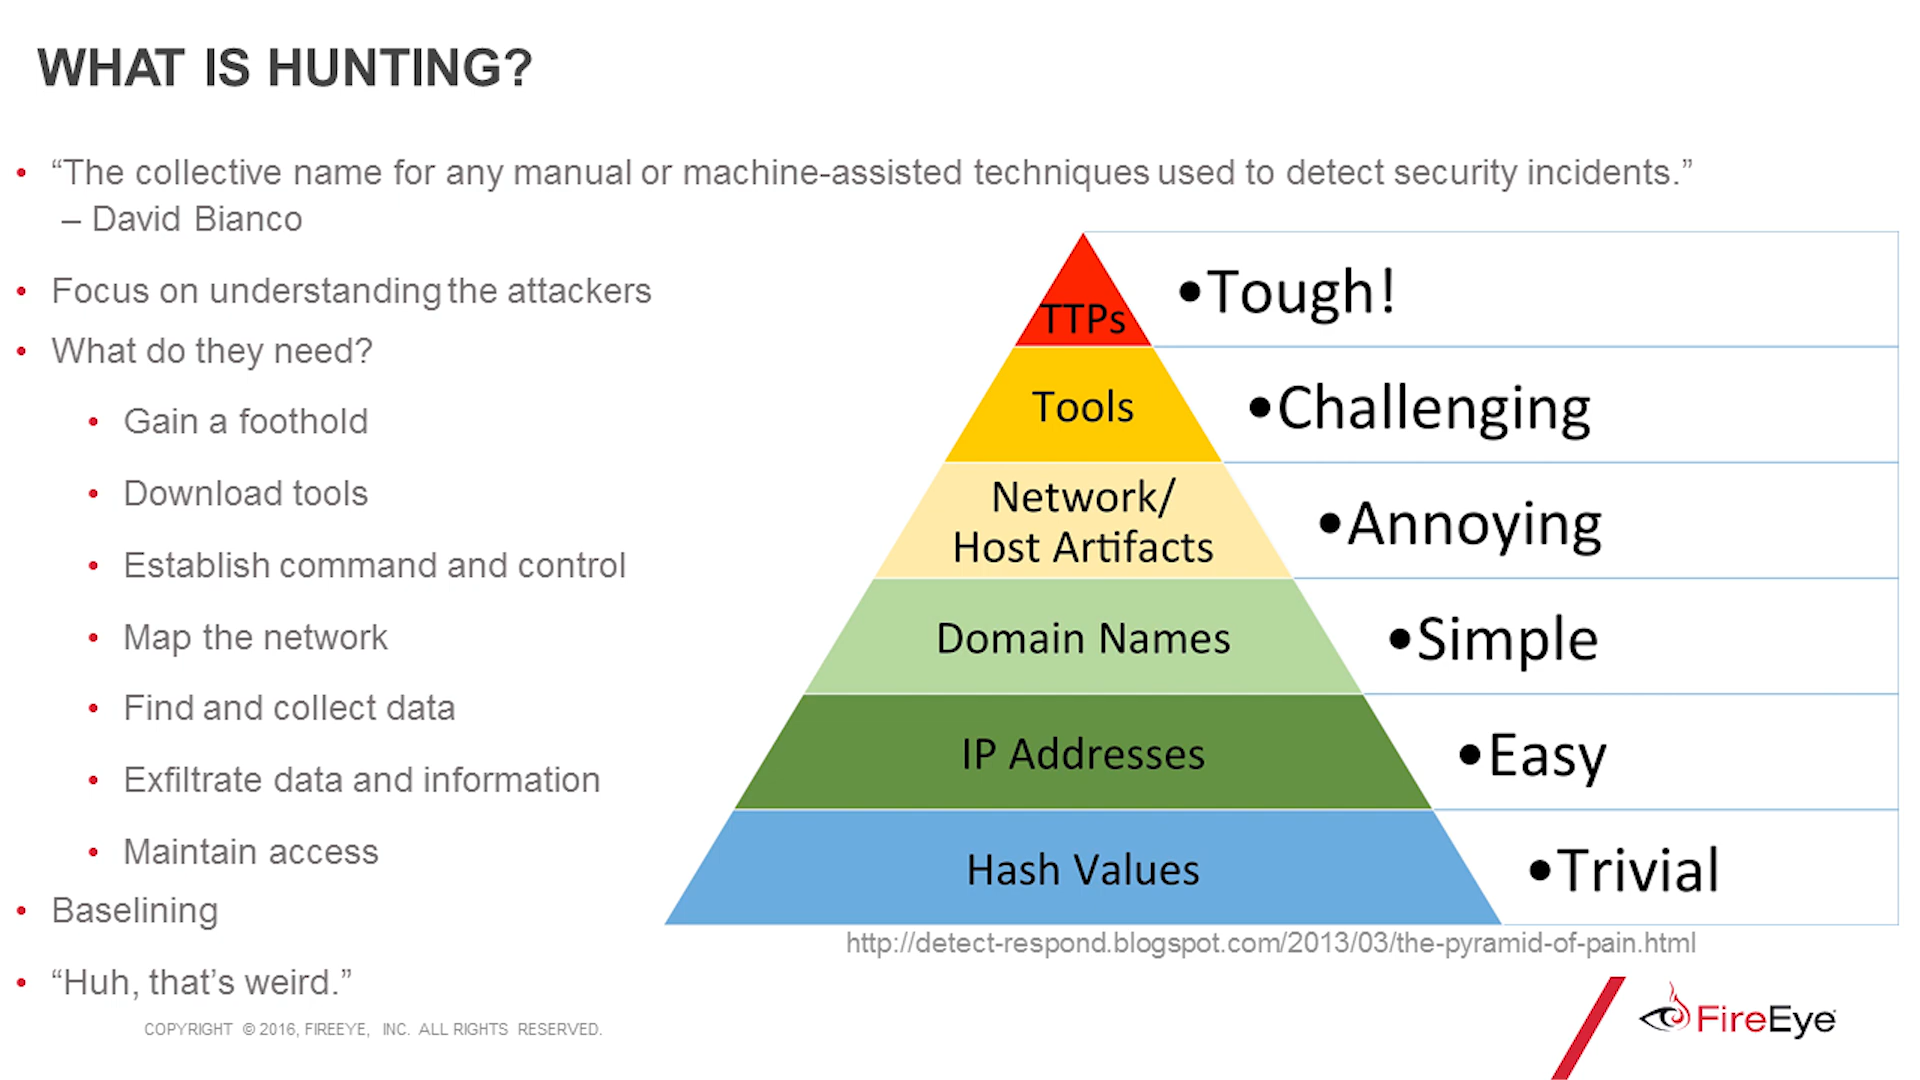 WHAT IS HUNTING?
• “The collective name for any manual or machine-assisted techniques used to detect security incidents.”
– David Bianco
• Focus on understanding the attackers
• What do they need?
• Gain a foothold
• Download tools
• Establish command and control
• Map the network
• Find and collect data
• Exfiltrate data and information
• Maintain access
• Baselining
• “Huh, that’s weird.”
TTPs
•Tough!
Tools
•Challenging
Network/
Host Artifacts
•Annoying
Domain Names
•Simple
IP Addresses
•Easy
Hash Values
•Trivial
http://detect-respond.blogspot.com/2013/03/the-pyramid-of-pain.html
COPYRIGHT © 2016, FIREEYE, INC. ALL RIGHTS RESERVED.
FireEye